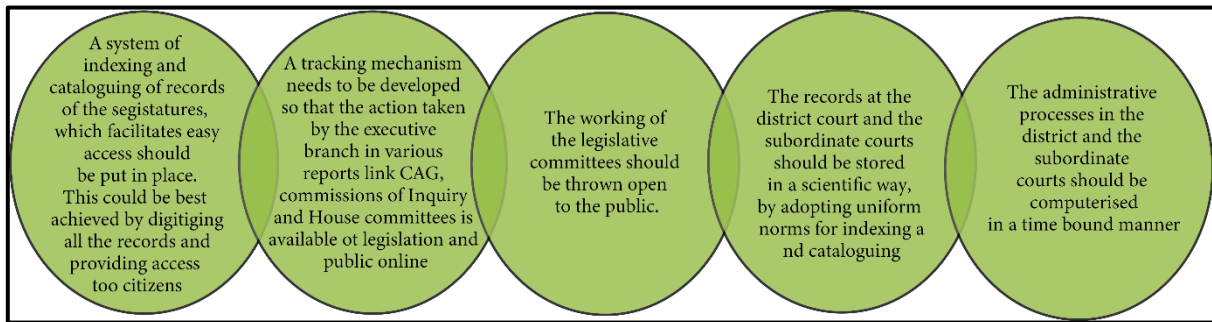 A system of
indexing and
cataloguing of records
of the segistatures,
which facilitates easy
access should
be put in place.
This could be best
achieved by digitiging
all the records and
providing access
too citizens
A tracking mechanism
needs to be developed
so that the action taken
by the executive
branch in various
reports link CAG,
commissions of Inquiry
and House committees is
available ot legislation and
public online
The working of
the legislative
committees should
be thrown open
to the public.
The records at the
district court and the
subordinate courts
should be stored
in a scientific way,
by adopting uniform
norms for indexing a
nd cataloguing
The administrative
processes in the
district and the
subordinate
courts should be
computerised
in a time bound manner